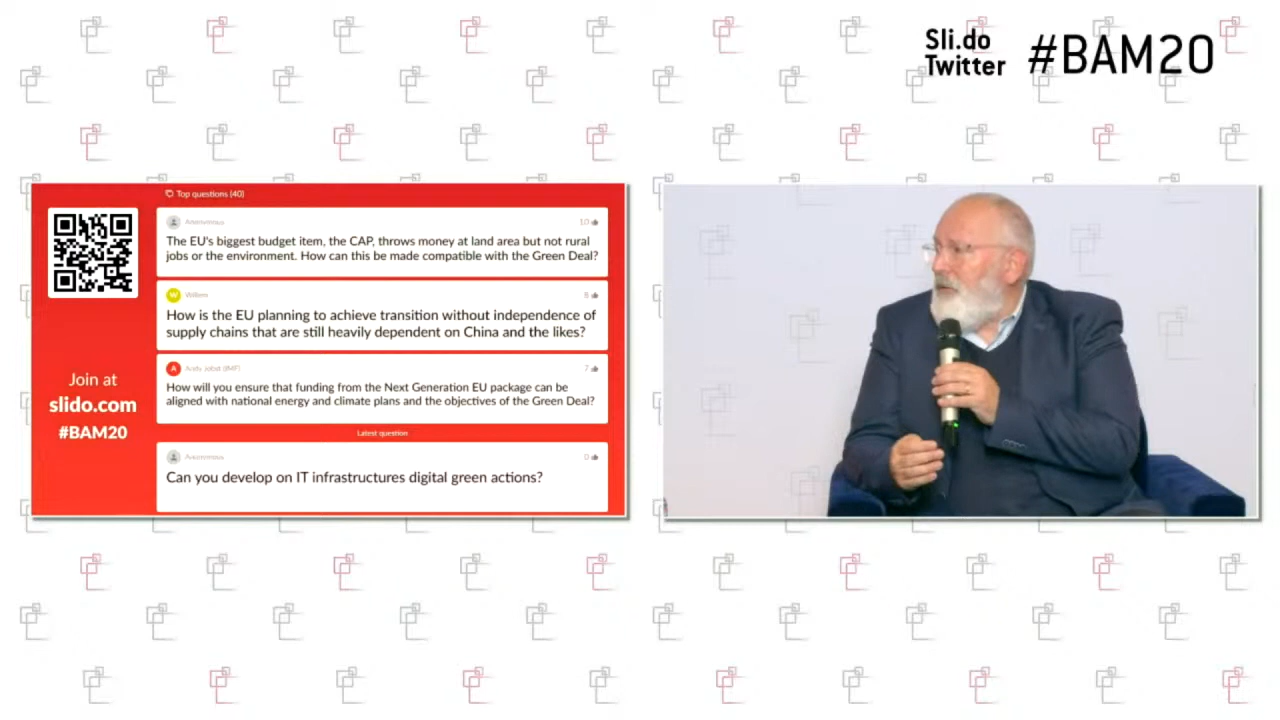 Sli.do
Twitter
#BAM20
Top questions (40)
Anonymous
10
The EU's biggest budget item, the CAP, throws money at land area but not rural
jobs or the environment. How can this be made compatible with the Green Deal?
W
Willem
8
How is the EU planning to achieve transition without independence of
supply chains that are still heavily dependent on China and the likes?
A
Andy Jobst (IMF)
7
How will you ensure that funding from the Next Generation EU package can be
aligned with national energy and climate plans and the objectives of the Green Deal?
Latest question
Anonymous
0
Can you develop on IT infrastructures digital green actions?
Join at
slido.com
#BAM20